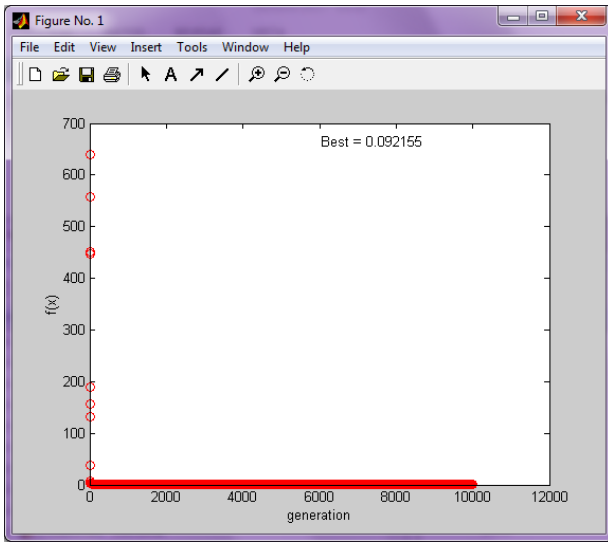 Figure No. 1
File Edit View Insert Tools Window Help
A
Best = 0.092155
700
600
500
400
300
200
100
0
f(x)
0 2000 4000 6000 8000 10000 12000
generation